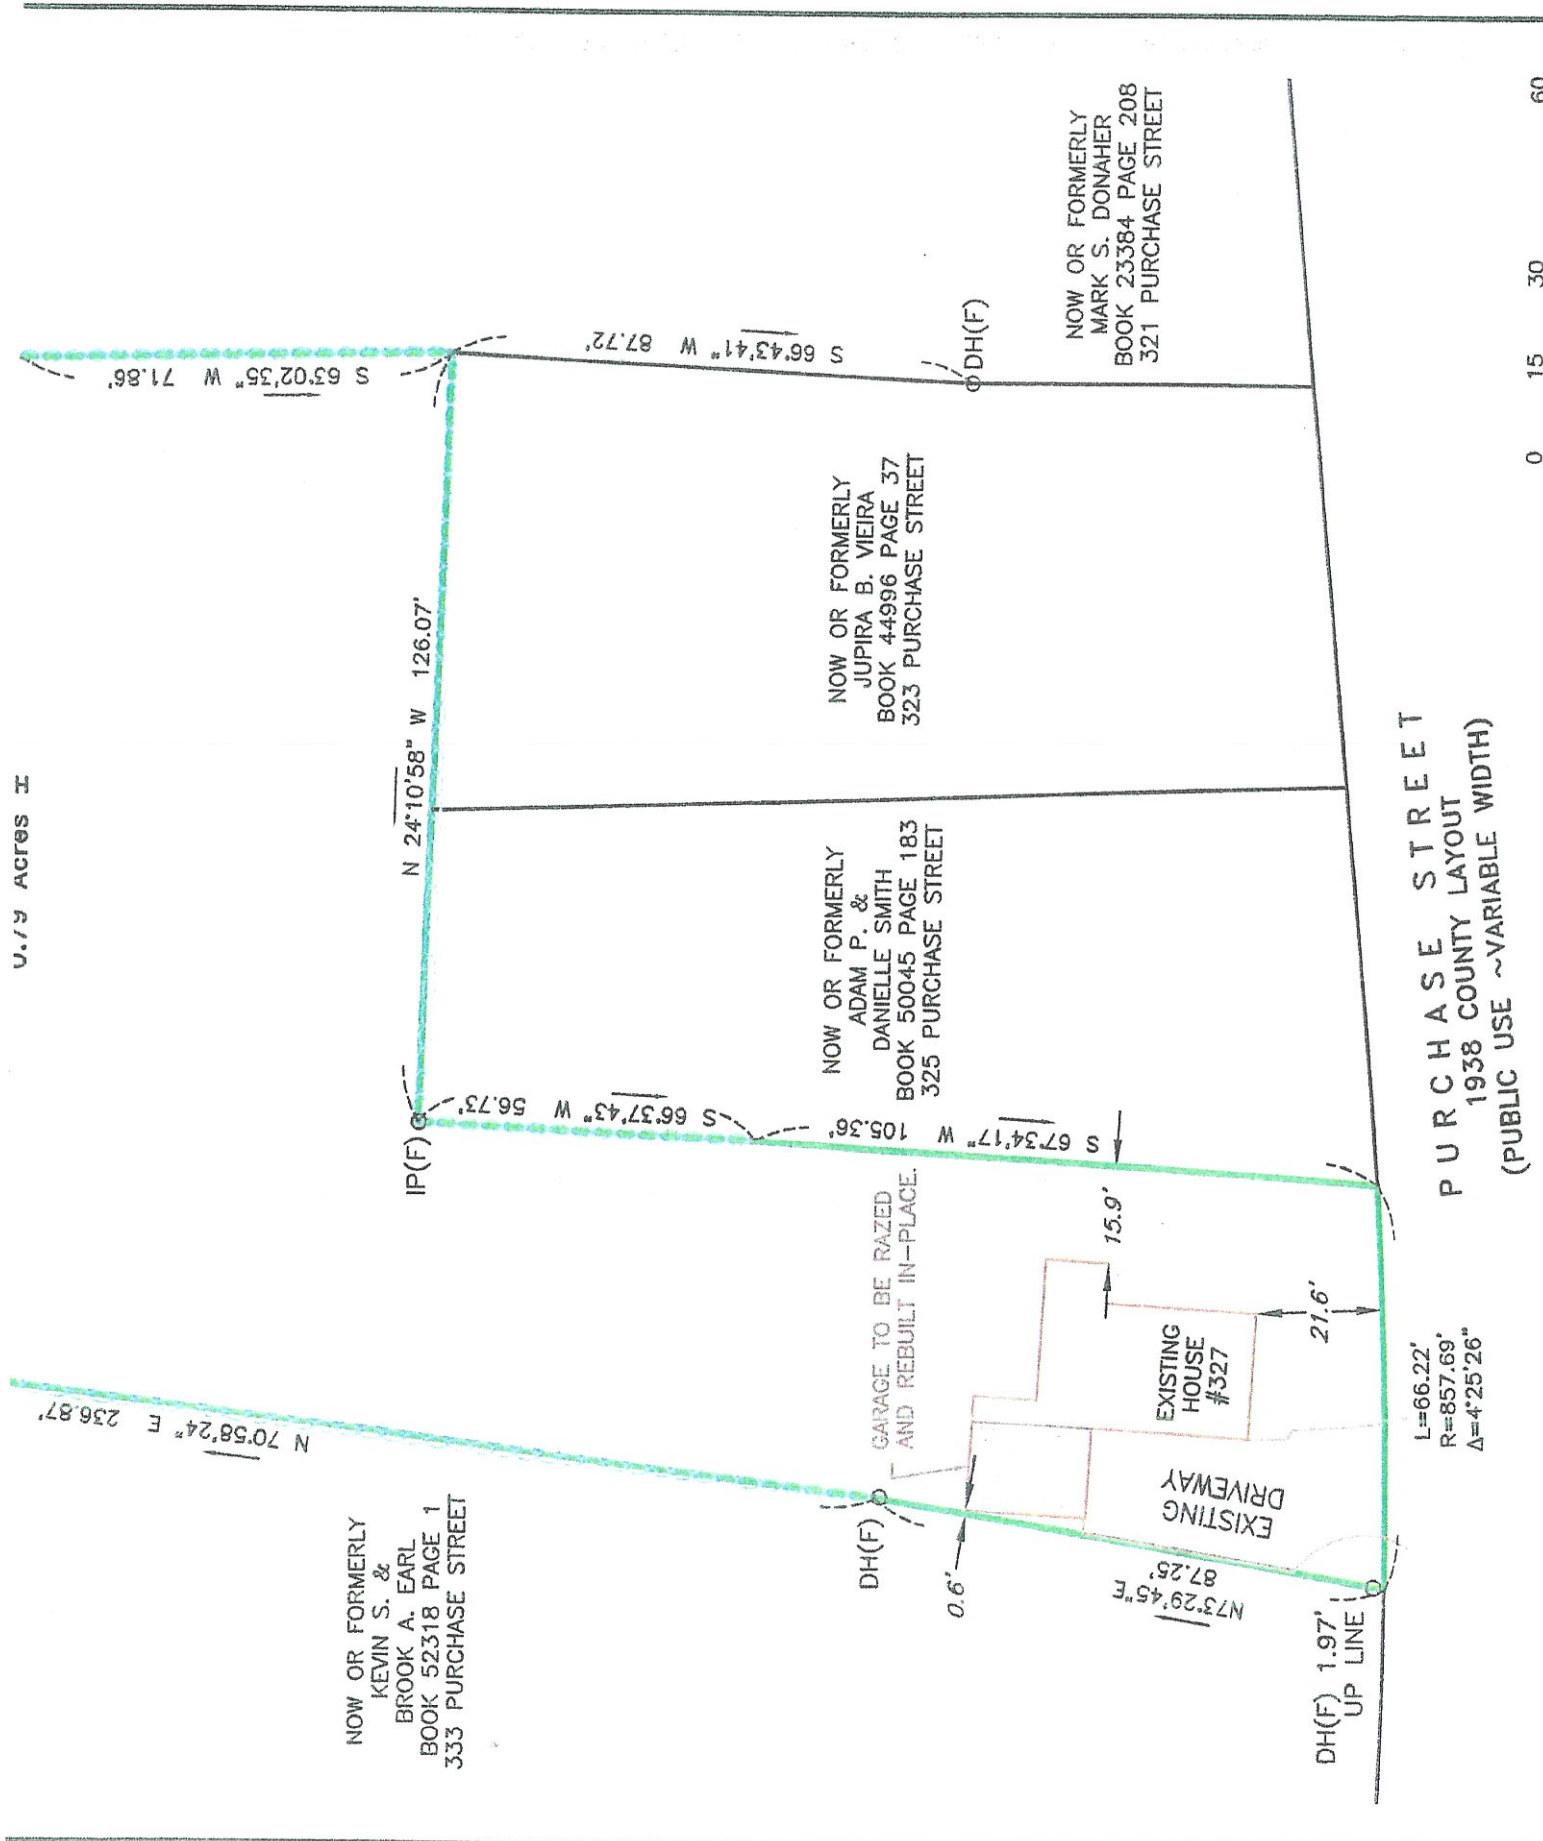 0.79 Acres ±
S 63°02'35" W 71.86'
N 24°10'58" W 126.07'
S 66°43'41" W 87.72'
DH(F)
NOW OR FORMERLY
MARK S. DONAHER
BOOK 23384 PAGE 208
321 PURCHASE STREET
NOW OR FORMERLY
JUPIRA B. VIEIRA
BOOK 44996 PAGE 37
323 PURCHASE STREET
NOW OR FORMERLY
ADAM P. &
DANIELLE SMITH
BOOK 50045 PAGE 183
325 PURCHASE STREET
IP(F)
S 66°37'43" W 56.73'
S 67°34'17" W 105.36'
N 70°58'24" E 236.87'
NOW OR FORMERLY
KEVIN S. &
BROOK A. EARL
BOOK 52318 PAGE 1
333 PURCHASE STREET
GARAGE TO BE RAZED
AND REBUILT IN-PLACE.
DH(F)
0.6'
15.9'
21.6'
EXISTING
HOUSE
#327
EXISTING
DRIVEWAY
N73°29'45"E
87.25'
DH(F) 1.97'
UP LINE
L=66.22'
R=857.69'
Δ=4°25'26"
PURCHASE STREET
1938 COUNTY LAYOUT
(PUBLIC USE ~VARIABLE WIDTH)
0 15 30 60